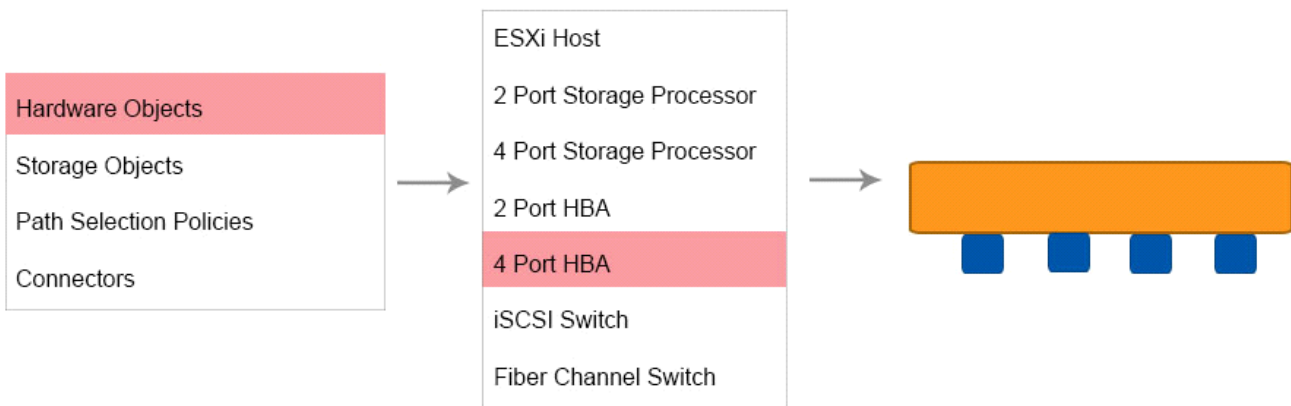 Hardware Objects
Storage Objects
Path Selection Policies
Connectors
ESXi Host
2 Port Storage Processor
4 Port Storage Processor
2 Port HBA
4 Port HBA
iSCSI Switch
Fiber Channel Switch